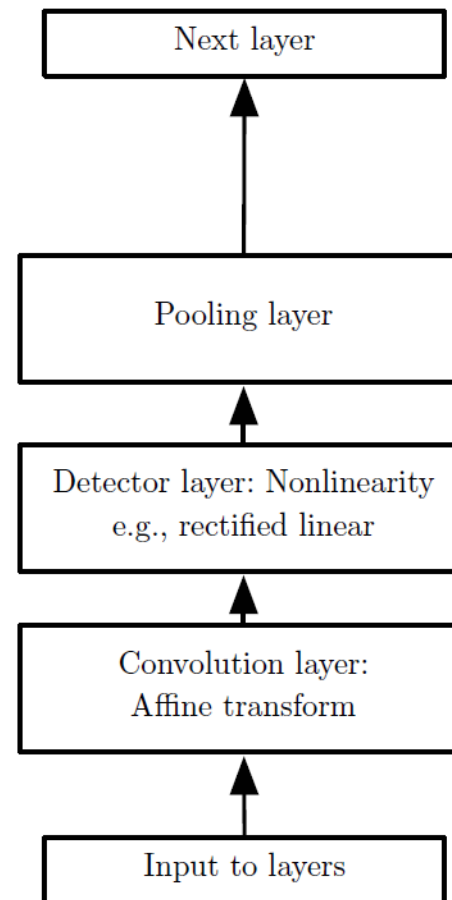 Next layer
Pooling layer
Detector layer: Nonlinearity
e.g., rectified linear
Convolution layer:
Affine transform
Input to layers